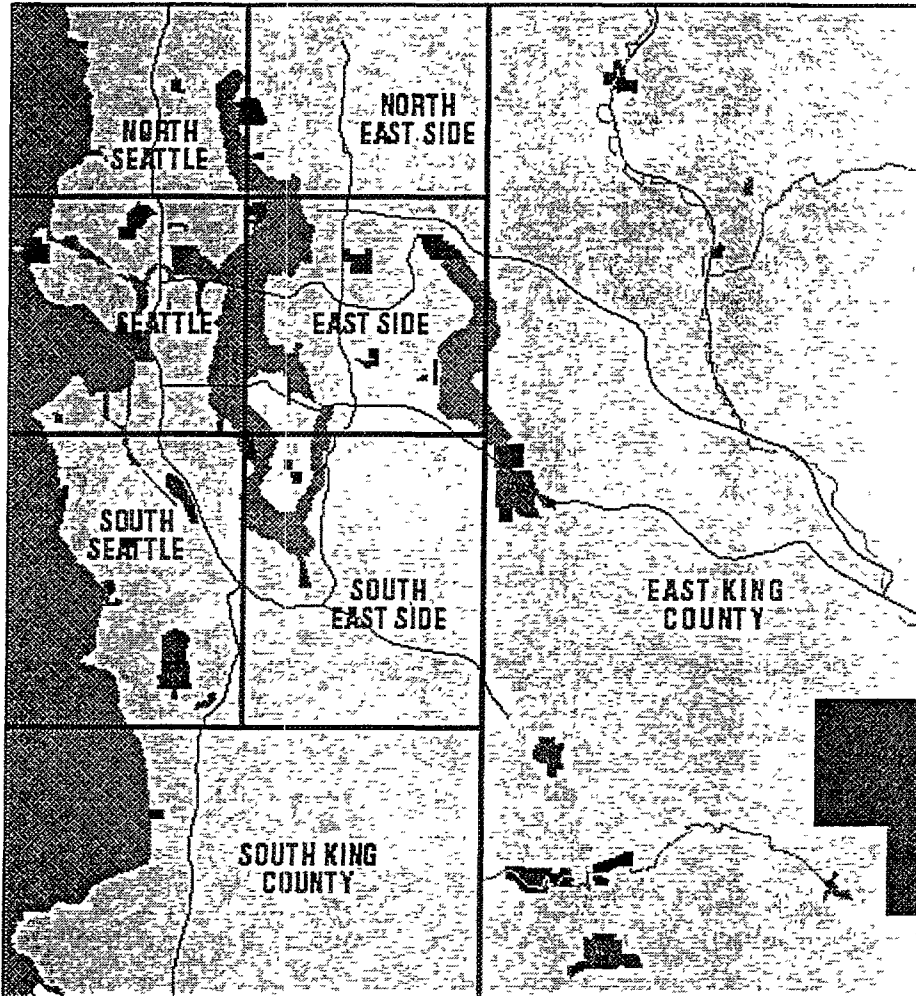 NORTH
SEATTLE
NORTH
EAST SIDE
SEATTLE
EAST SIDE
SOUTH
SEATTLE
SOUTH
EAST SIDE
EAST KING
COUNTY
SOUTH KING
COUNTY